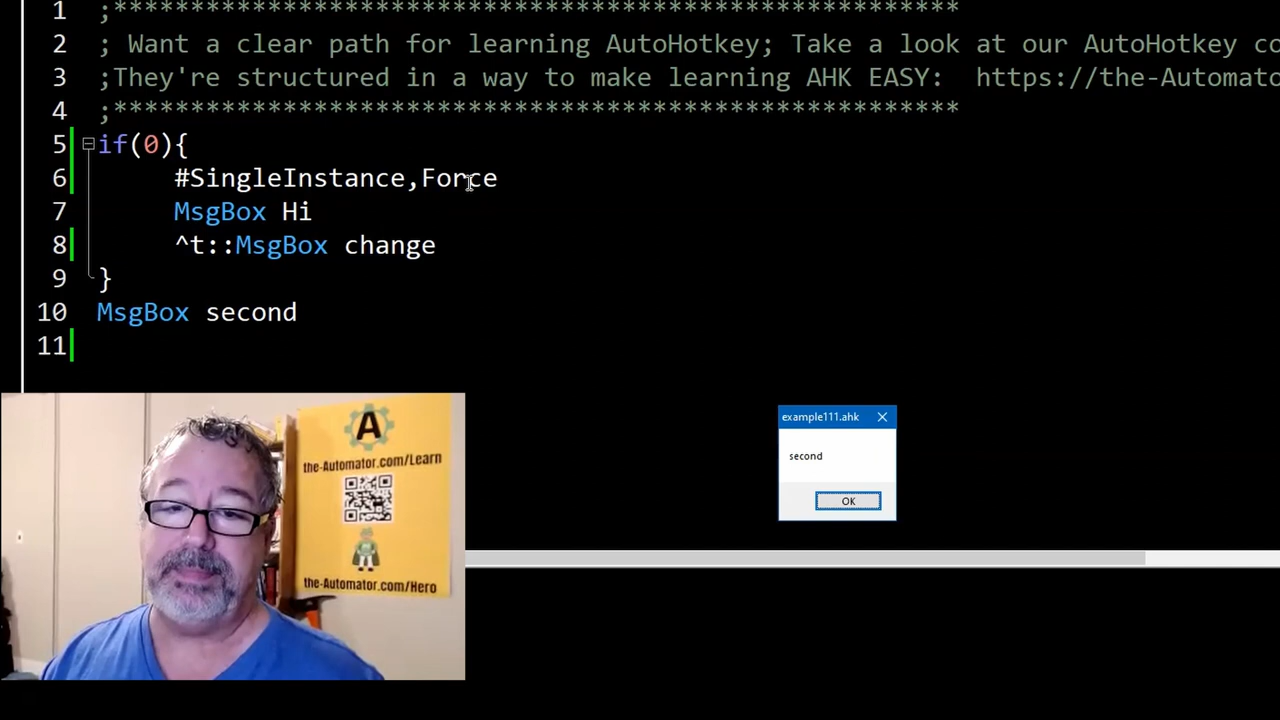 1 ;*******************************************************
2 ; Want a clear path for learning AutoHotkey; Take a look at our AutoHotkey co
3 ;They're structured in a way to make learning AHK EASY: https://the-Automato
4 ;*******************************************************
5 if(0){
6 #SingleInstance,Force
7 MsgBox Hi
8 ^t::MsgBox change
9 }
10 MsgBox second
11
example111.ahk
second
OK
A
the-Automator.com/Learn
the-Automator.com/Hero